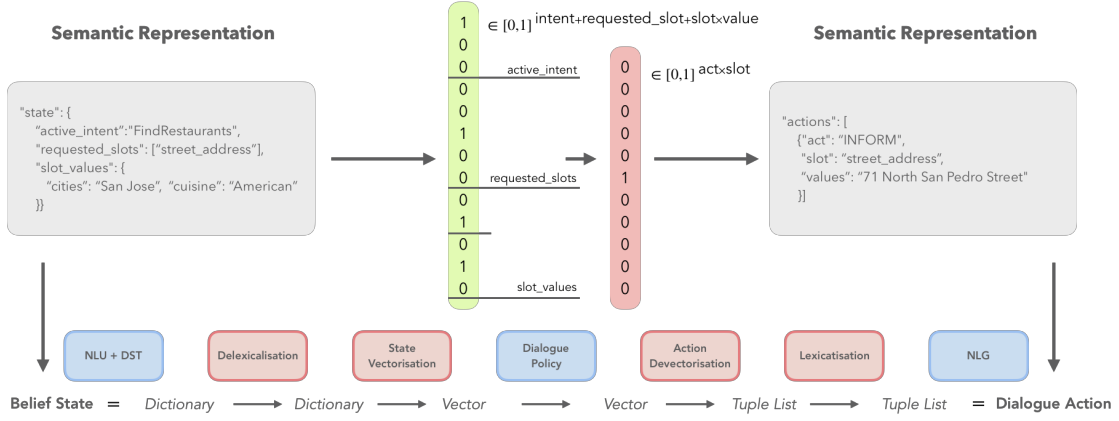 Semantic Representation
"state": {
“active_intent”:"FindRestaurants",
"requested_slots": [“street_address”],
"slot_values": {
“cities”: “San Jose”, “cuisine”: “American”
}}
1
0
0
0
0
1
0
0
0
1
0
1
0
∈ [0,1] intent+requested_slot+slot×value
active_intent
requested_slots
slot_values
0
0
0
0
0
1
0
0
0
0
0
∈ [0,1] act×slot
Semantic Representation
"actions": [
{"act": “INFORM”,
"slot": “street_address”,
"values": “71 North San Pedro Street"
}]
NLU + DST
Delexicalisation
State
Vectorisation
Dialogue
Policy
Action
Devectorisation
Lexicatisation
NLG
Belief State = Dictionary Dictionary Vector Vector Tuple List Tuple List = Dialogue Action